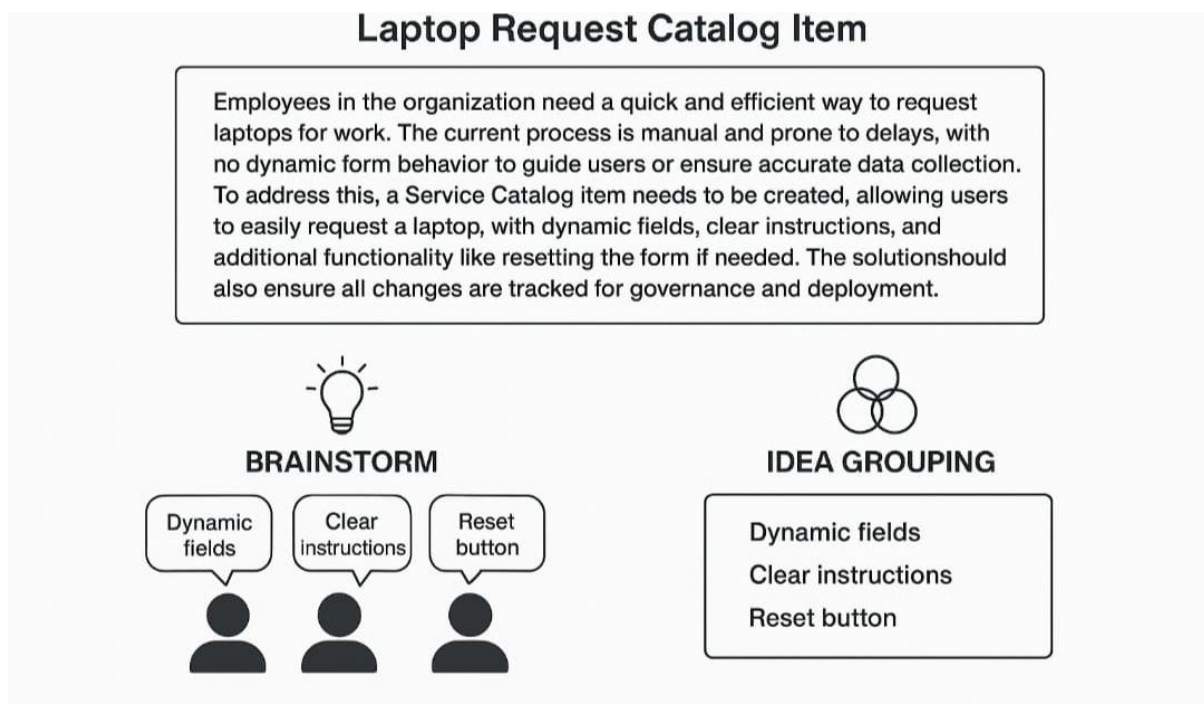 Laptop Request Catalog Item
Employees in the organization need a quick and efficient way to request
laptops for work. The current process is manual and prone to delays, with
no dynamic form behavior to guide users or ensure accurate data collection.
To address this, a Service Catalog item needs to be created, allowing users
to easily request a laptop, with dynamic fields, clear instructions, and
additional functionality like resetting the form if needed. The solutionshould
also ensure all changes are tracked for governance and deployment.
BRAINSTORM
Dynamic
fields
Clear
instructions
Reset
button
IDEA GROUPING
Dynamic fields
Clear instructions
Reset button